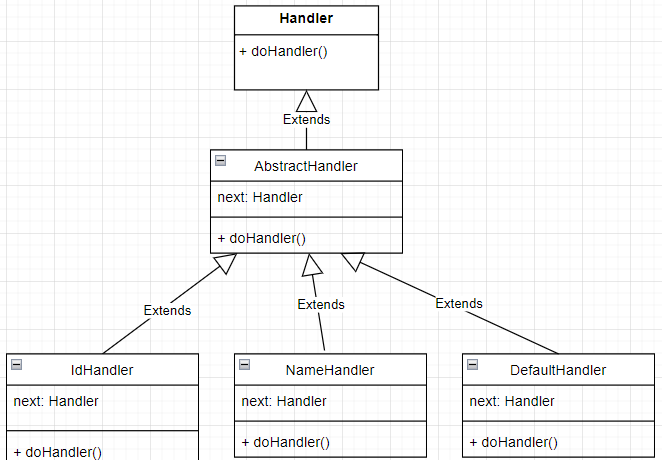 Handler
+ doHandler()
Extends
AbstractHandler
next: Handler
+ doHandler()
Extends
Extends
Extends
IdHandler
next: Handler
+ doHandler()
NameHandler
next: Handler
+ doHandler()
DefaultHandler
next: Handler
+ doHandler()